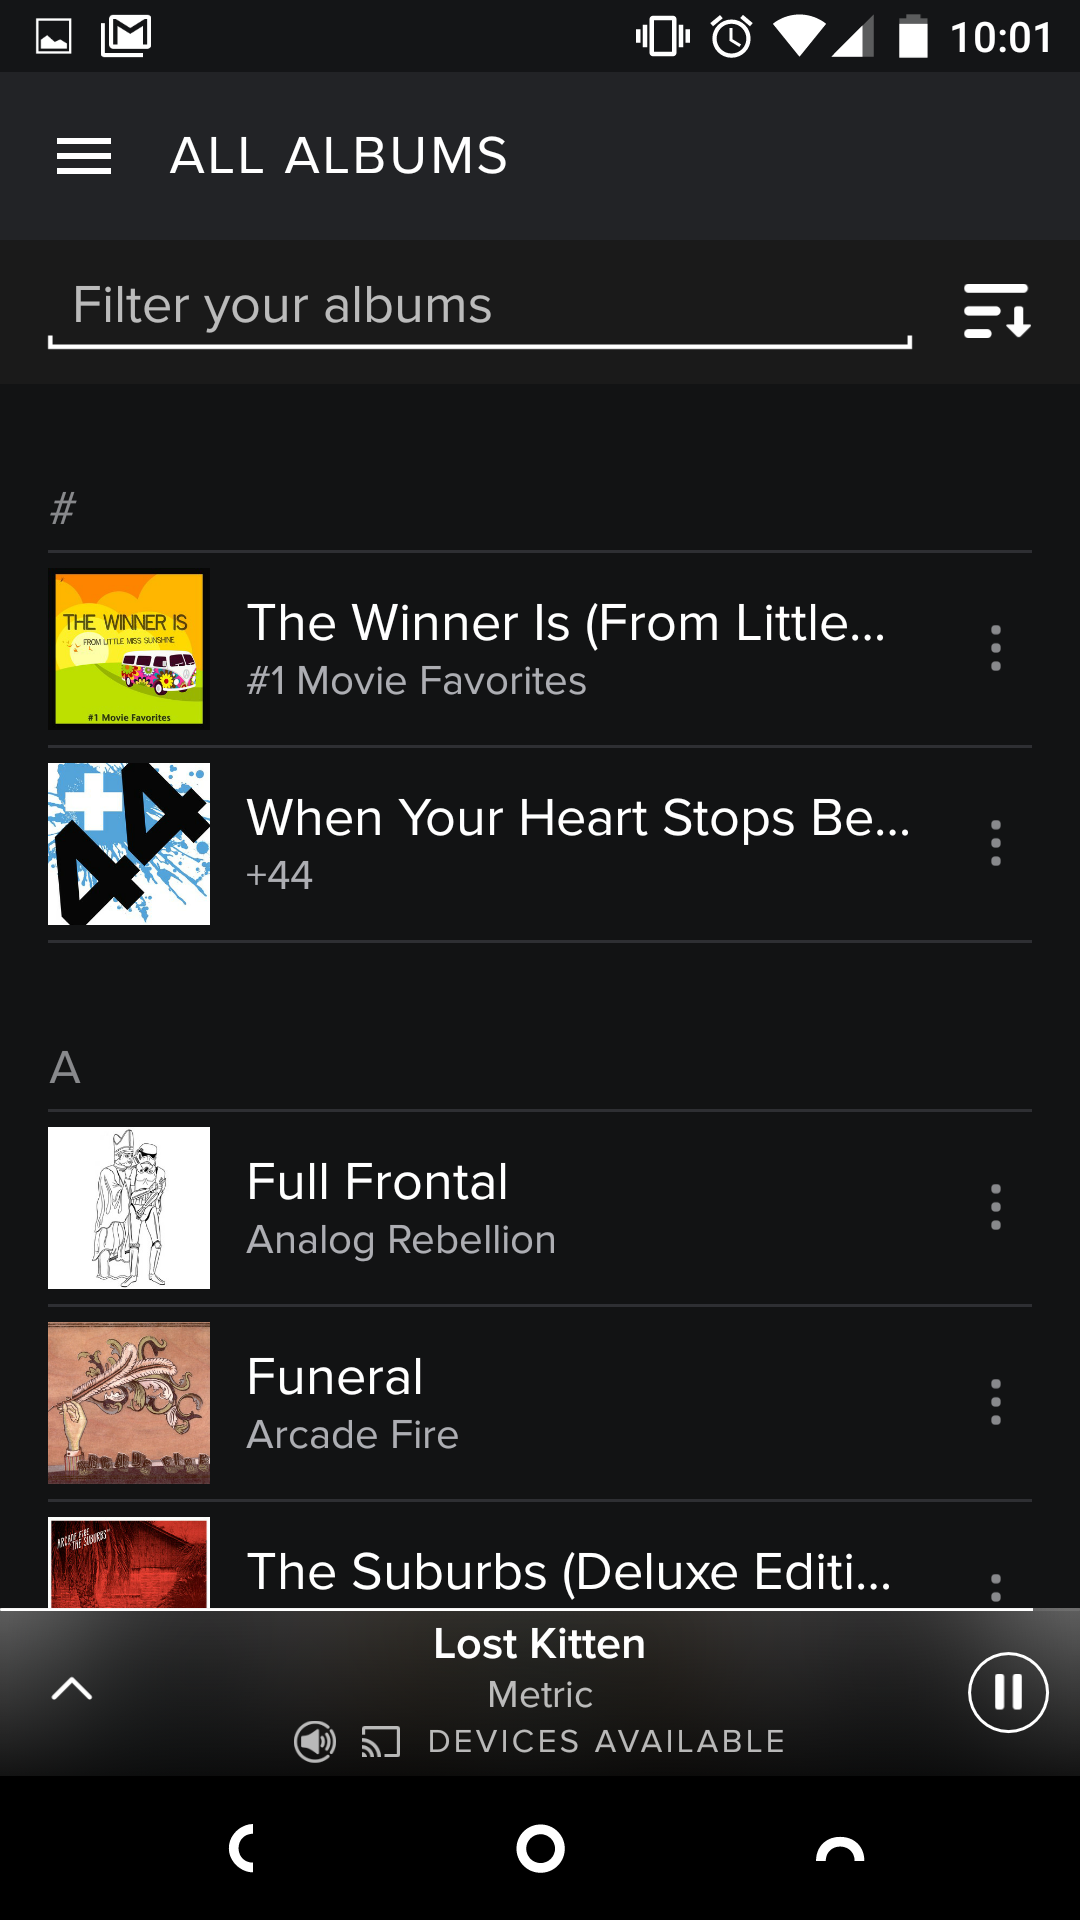 10:01
ALL ALBUMS
Filter your albums
#
THE WINNER IS
FROM LITTLE MISS SUNSHINE
#1 Movie Favorites
The Winner Is (From Little...
#1 Movie Favorites
+44
When Your Heart Stops Be...
+44
A
Full Frontal
Analog Rebellion
Funeral
Arcade Fire
ARCADE FIRE
THE SUBURBS
The Suburbs (Deluxe Editi...
Lost Kitten
Metric
DEVICES AVAILABLE